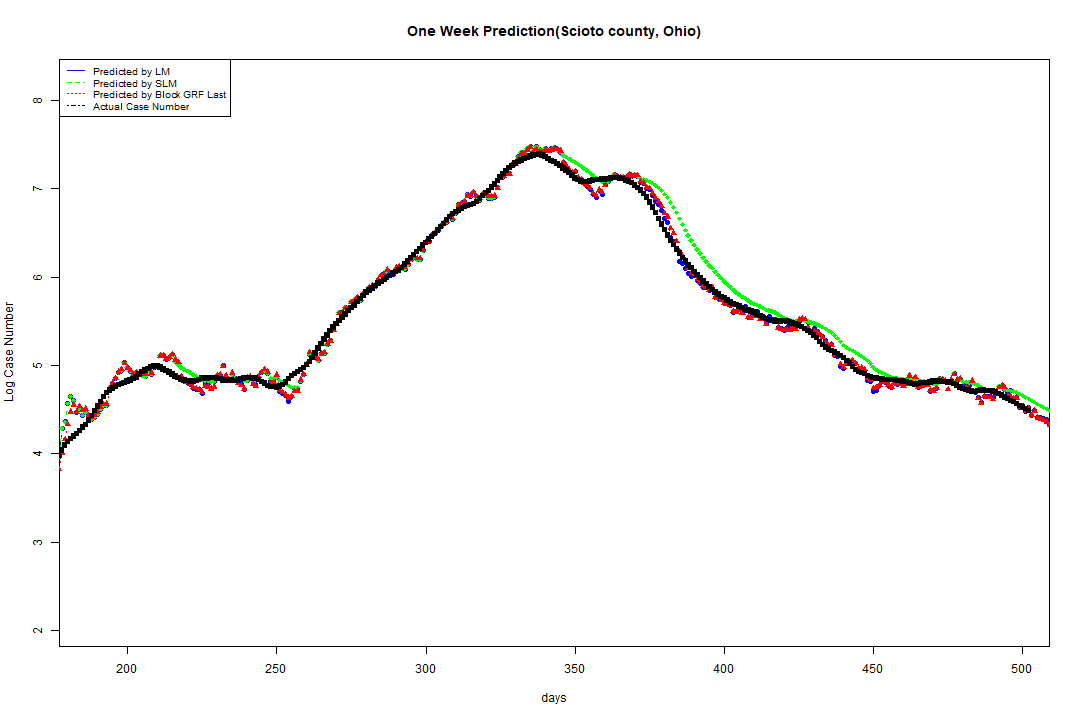 One Week Prediction(Scioto county, Ohio)
Predicted by LM
Predicted by SLM
Predicted by Block GRF Last
Actual Case Number
8
7
6
5
4
3
2
Log Case Number
200 250 300 350 400 450 500
days